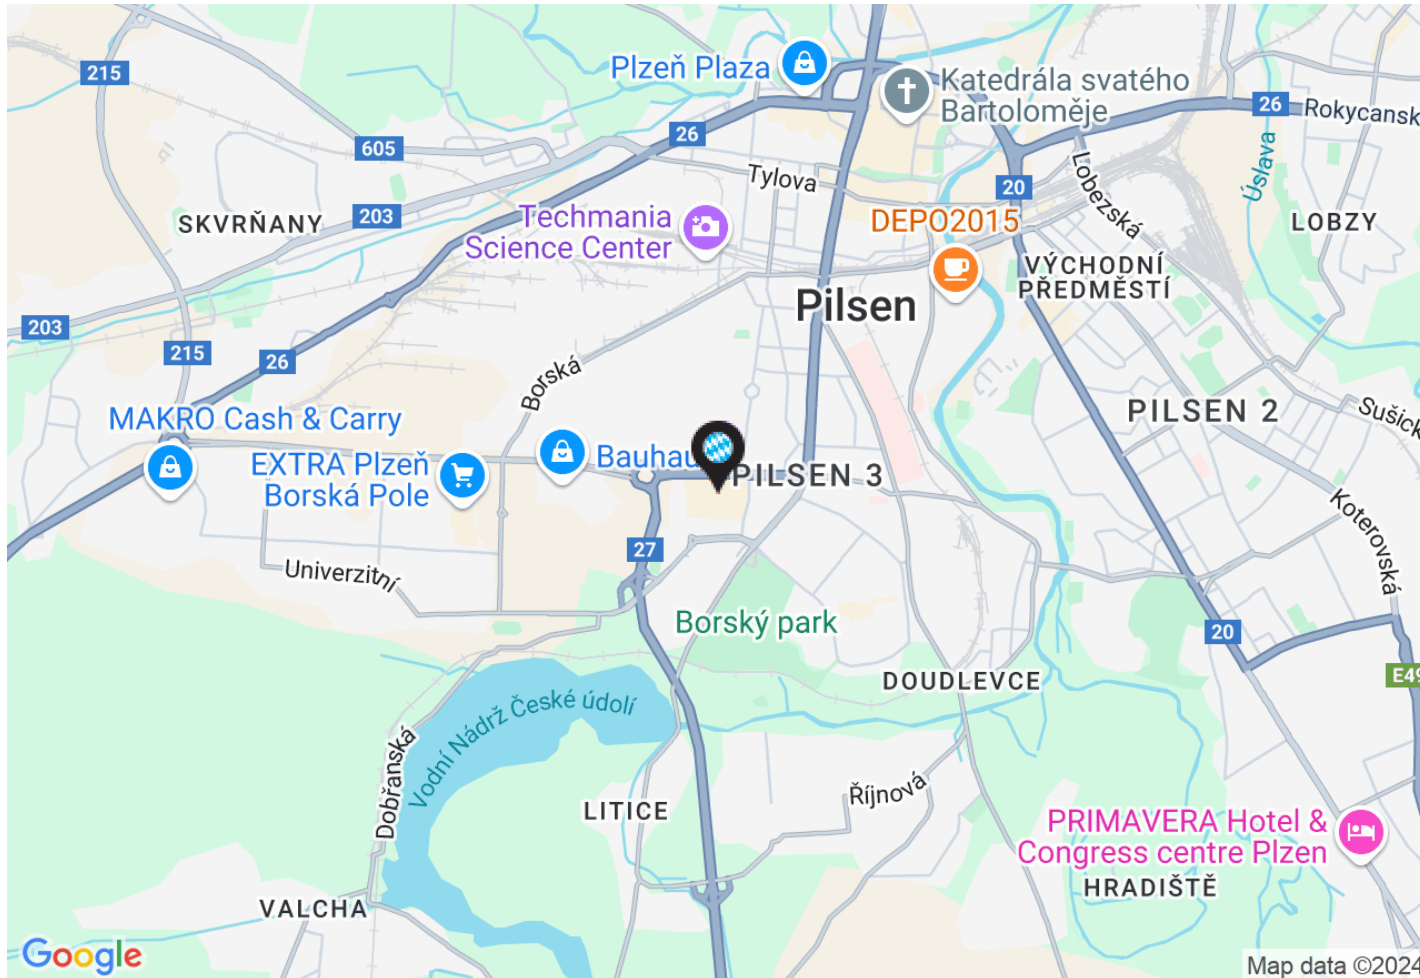 215
Plzeň Plaza
Katedrála svatého
Bartoloměje
26
Rokycansk
26
605
Tylova
20
Lobezská
Úslava
SKVRŇANY
203
Techmania
Science Center
DEPO2015
LOBZY
VÝCHODNÍ
PŘEDMĚSTÍ
Pilsen
203
215
26
Borská
MAKRO Cash & Carry
PILSEN 2
Sušick
EXTRA Plzeň
Borská Pole
Bauhau
PILSEN 3
Koterovská
27
Univerzitní
Borský park
20
DOUDLEVCE
E49
Vodní Nádrž České údolí
Dobřanská
Říjnová
LITICE
PRIMAVERA Hotel &
Congress centre Plzen
HRADIŠTĚ
VALCHA
Google
Map data ©2024